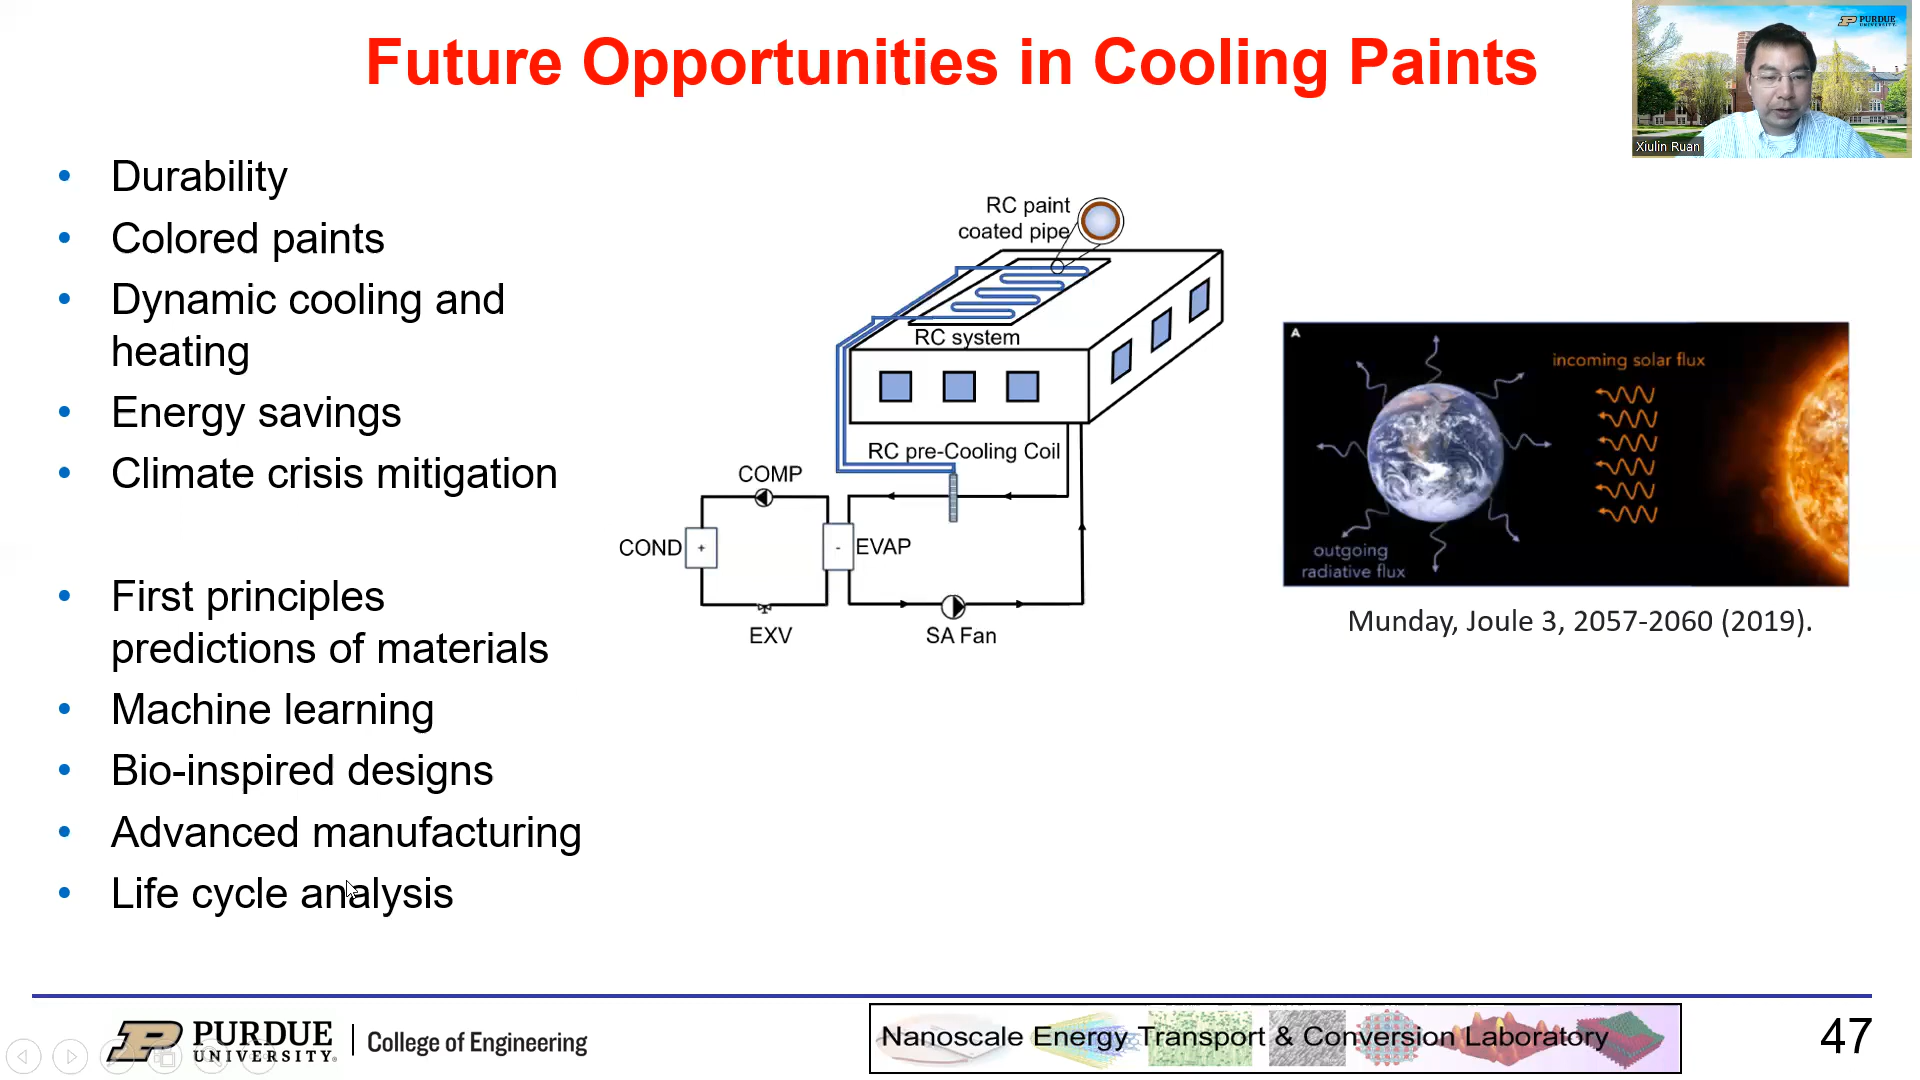 Future Opportunities in Cooling Paints
PURDUE
UNIVERSITY
Xiulin Ruan
• Durability
• Colored paints
• Dynamic cooling and
heating
• Energy savings
• Climate crisis mitigation
• First principles
predictions of materials
• Machine learning
• Bio-inspired designs
• Advanced manufacturing
• Life cycle analysis
RC paint
coated pipe
RC system
RC pre-Cooling Coil
COMP
COND
+
-
EVAP
EXV
SA Fan
A
incoming solar flux
outgoing
radiative flux
Munday, Joule 3, 2057-2060 (2019).
PURDUE
UNIVERSITY.
College of Engineering
Nanoscale Energy Transport & Conversion Laboratory
47